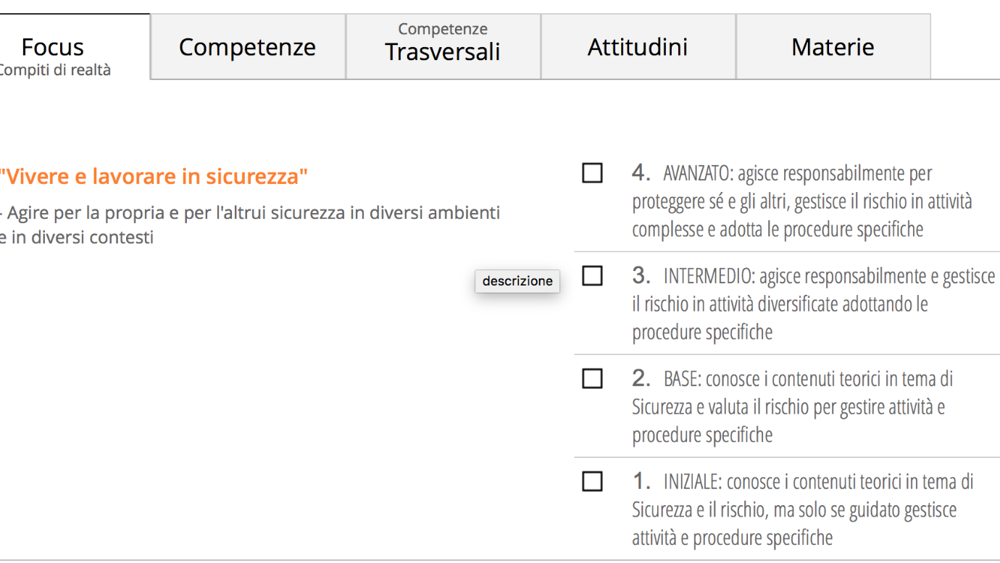 Focus
Compiti di realtà
Competenze
Competenze
Trasversali
Attitudini
Materie
"Vivere e lavorare in sicurezza"
- Agire per la propria e per l'altrui sicurezza in diversi ambienti
e in diversi contesti
descrizione
4. AVANZATO: agisce responsabilmente per
proteggere sé e gli altri, gestisce il rischio in attività
complesse e adotta le procedure specifiche
3. INTERMEDIO: agisce responsabilmente e gestisce
il rischio in attività diversificate adottando le
procedure specifiche
2. BASE: conosce i contenuti teorici in tema di
Sicurezza e valuta il rischio per gestire attività e
procedure specifiche
1. INIZIALE: conosce i contenuti teorici in tema di
Sicurezza e il rischio, ma solo se guidato gestisce
attività e procedure specifiche